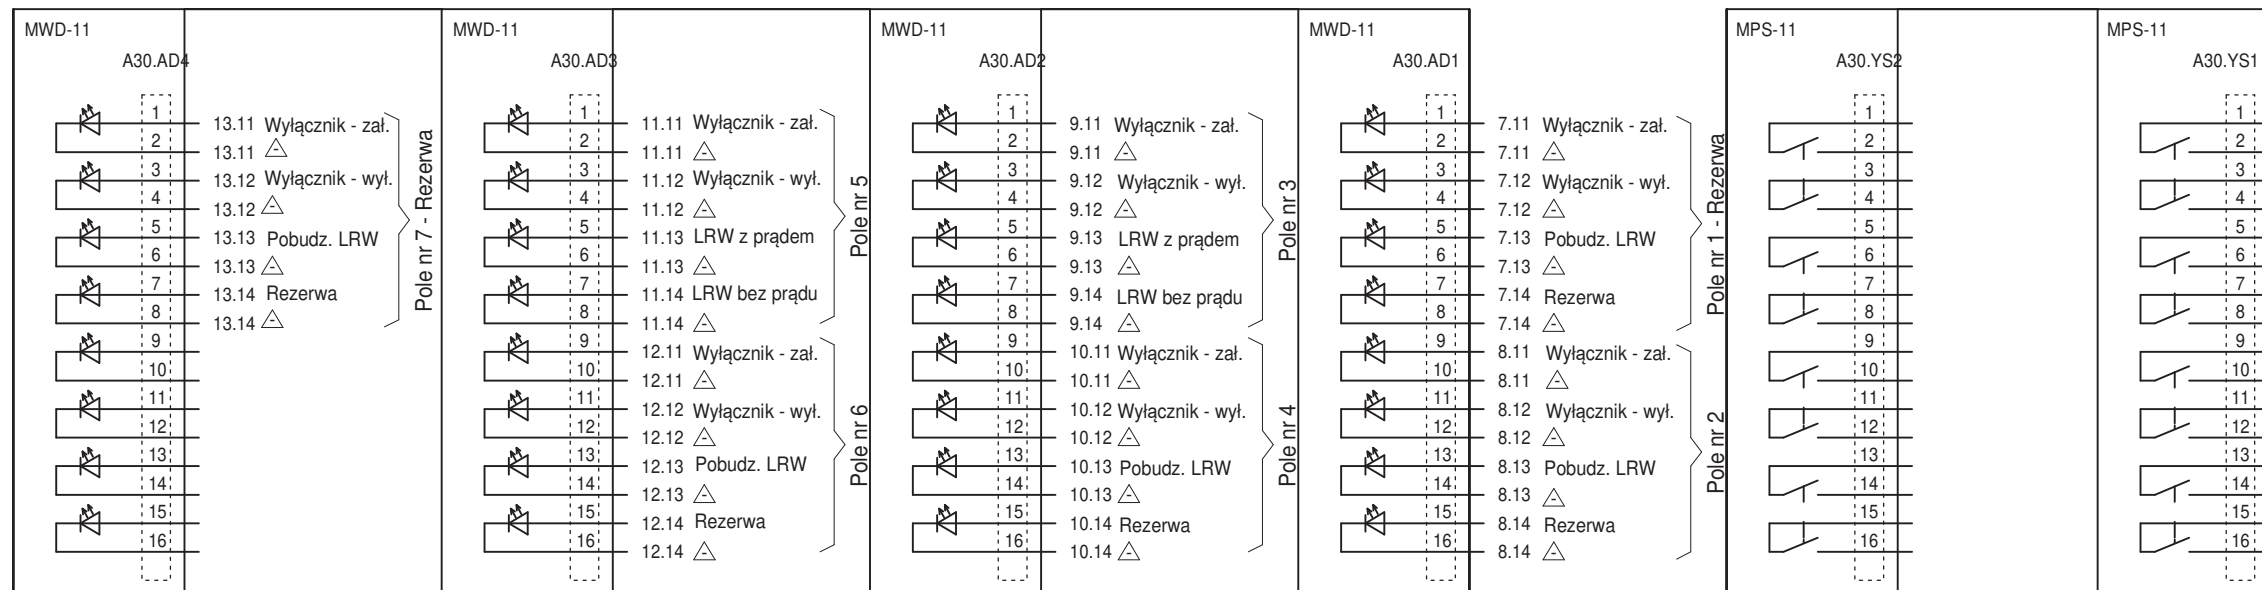 MWD-11
A30.AD4
1
13.11 Wyłącznik - zał.
2
13.11 -
3
13.12 Wyłącznik - wył.
4
13.12 -
5
13.13 Pobudz. LRW
6
13.13 -
7
13.14 Rezerwa
8
13.14 -
9
10
11
12
13
14
15
16
Pole nr 7 - Rezerwa
MWD-11
A30.AD3
1
11.11 Wyłącznik - zał.
2
11.11 -
3
11.12 Wyłącznik - wył.
4
11.12 -
5
11.13 LRW z prądem
6
11.13 -
7
11.14 LRW bez prądu
8
11.14 -
Pole nr 5
9
12.11 Wyłącznik - zał.
10
12.11 -
11
12.12 Wyłącznik - wył.
12
12.12 -
13
12.13 Pobudz. LRW
14
12.13 -
15
12.14 Rezerwa
16
12.14 -
Pole nr 6
MWD-11
A30.AD2
1
9.11 Wyłącznik - zał.
2
9.11 -
3
9.12 Wyłącznik - wył.
4
9.12 -
5
9.13 LRW z prądem
6
9.13 -
7
9.14 LRW bez prądu
8
9.14 -
Pole nr 3
9
10.11 Wyłącznik - zał.
10
10.11 -
11
10.12 Wyłącznik - wył.
12
10.12 -
13
10.13 Pobudz. LRW
14
10.13 -
15
10.14 Rezerwa
16
10.14 -
Pole nr 4
MWD-11
A30.AD1
1
7.11 Wyłącznik - zał.
2
7.11 -
3
7.12 Wyłącznik - wył.
4
7.12 -
5
7.13 Pobudz. LRW
6
7.13 -
7
7.14 Rezerwa
8
7.14 -
Pole nr 1 - Rezerwa
9
8.11 Wyłącznik - zał.
10
8.11 -
11
8.12 Wyłącznik - wył.
12
8.12 -
13
8.13 Pobudz. LRW
14
8.13 -
15
8.14 Rezerwa
16
8.14 -
Pole nr 2
MPS-11
A30.YS2
1
2
3
4
5
6
7
8
9
10
11
12
13
14
15
16
MPS-11
A30.YS1
1
2
3
4
5
6
7
8
9
10
11
12
13
14
15
16